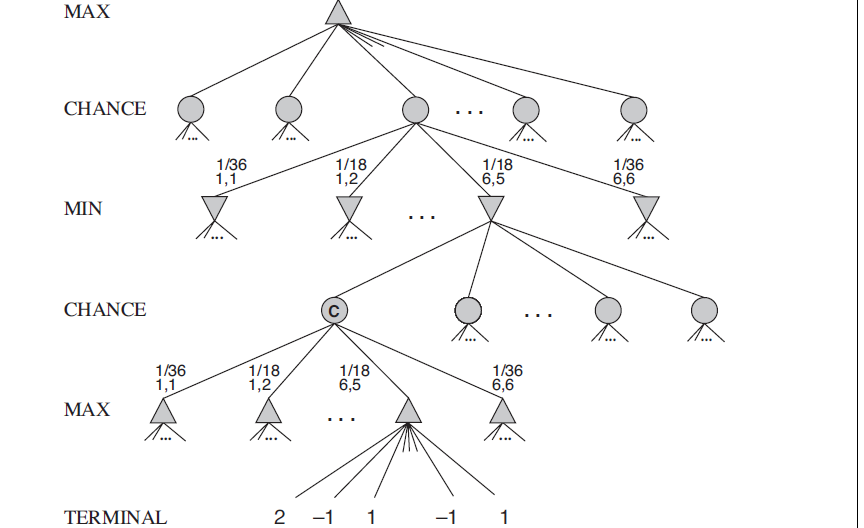 MAX
CHANCE
...
... ... ... ... ...
1/36 1/18 1/18 1/36
1,1 1,2 6,5 6,6
MIN
...
... ... ...
CHANCE C ...
... ... ...
1/36 1/18 1/18 1/36
1,1 1,2 6,5 6,6
MAX
...
... ... ...
TERMINAL 2 –1 1 –1 1